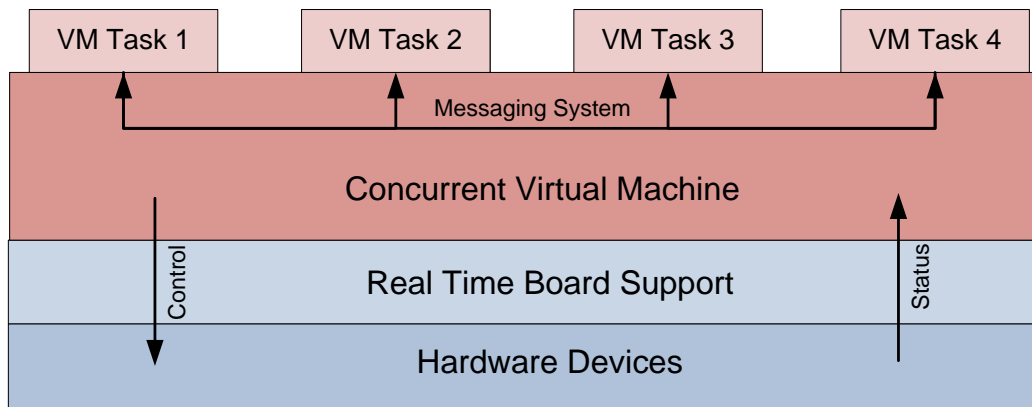 VM Task 1
VM Task 2
VM Task 3
VM Task 4
Messaging System
Concurrent Virtual Machine
Control
Real Time Board Support
Status
Hardware Devices